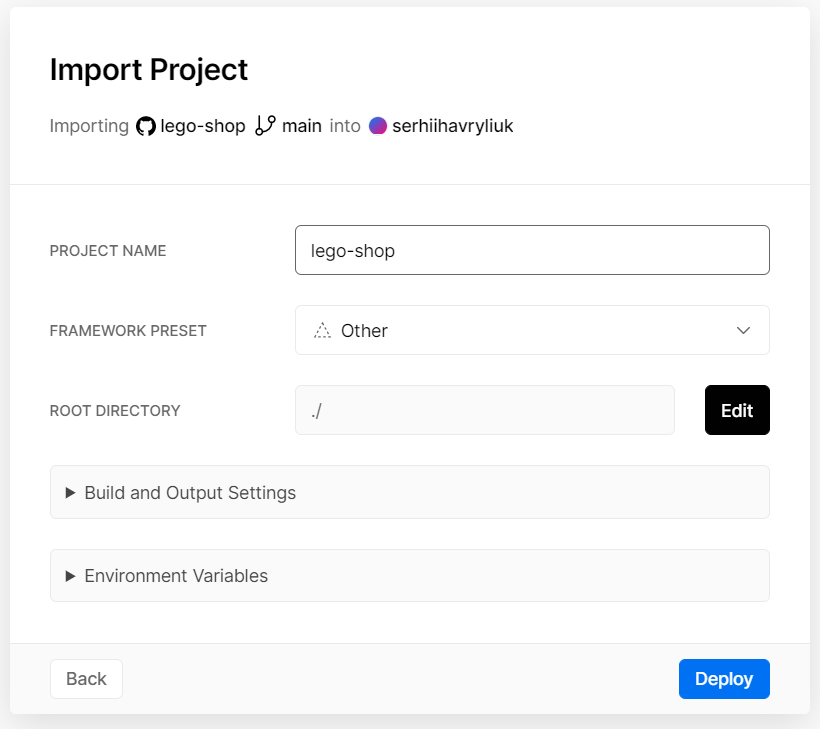 Import Project
Importing lego-shop main into serhiihavryliuk
PROJECT NAME lego-shop
FRAMEWORK PRESET Other
ROOT DIRECTORY ./ Edit
Build and Output Settings
Environment Variables
Back Deploy